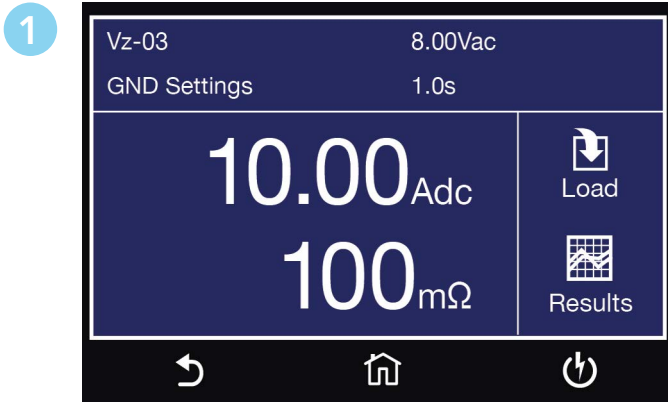 1
Vz-03 8.00Vac
GND Settings 1.0s
10.00Adc
Load
100mΩ
Results